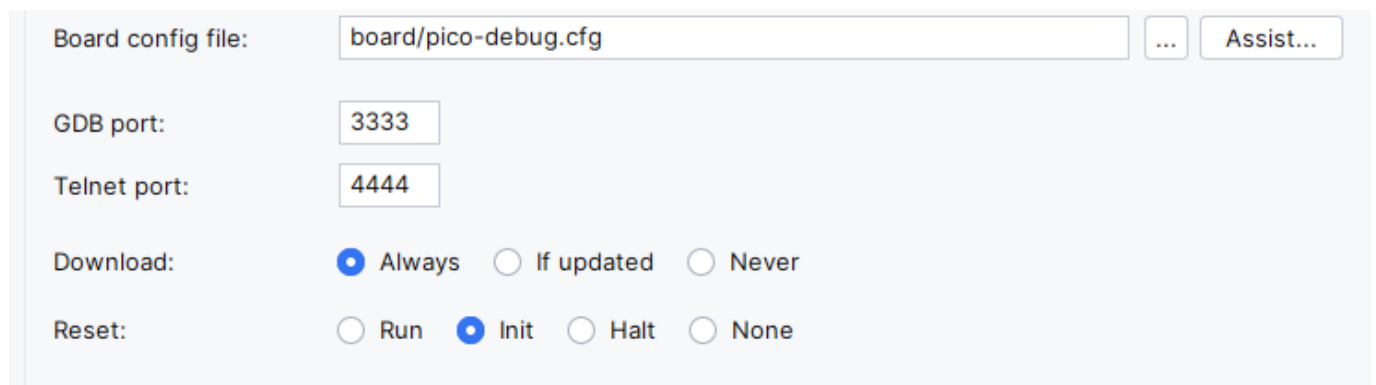 Board config file: board/pico-debug.cfg ... Assist...
GDB port: 3333
Telnet port: 4444
Download: Always If updated Never
Reset: Run Init Halt None